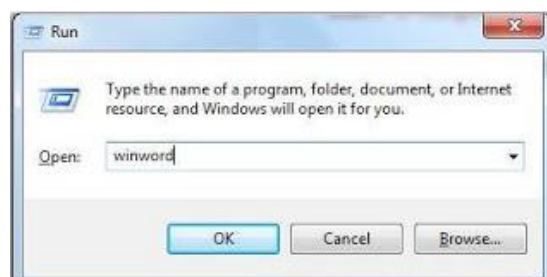 Run
Type the name of a program, folder, document, or Internet
resource, and Windows will open it for you.
Open: winword
OK Cancel Browse...